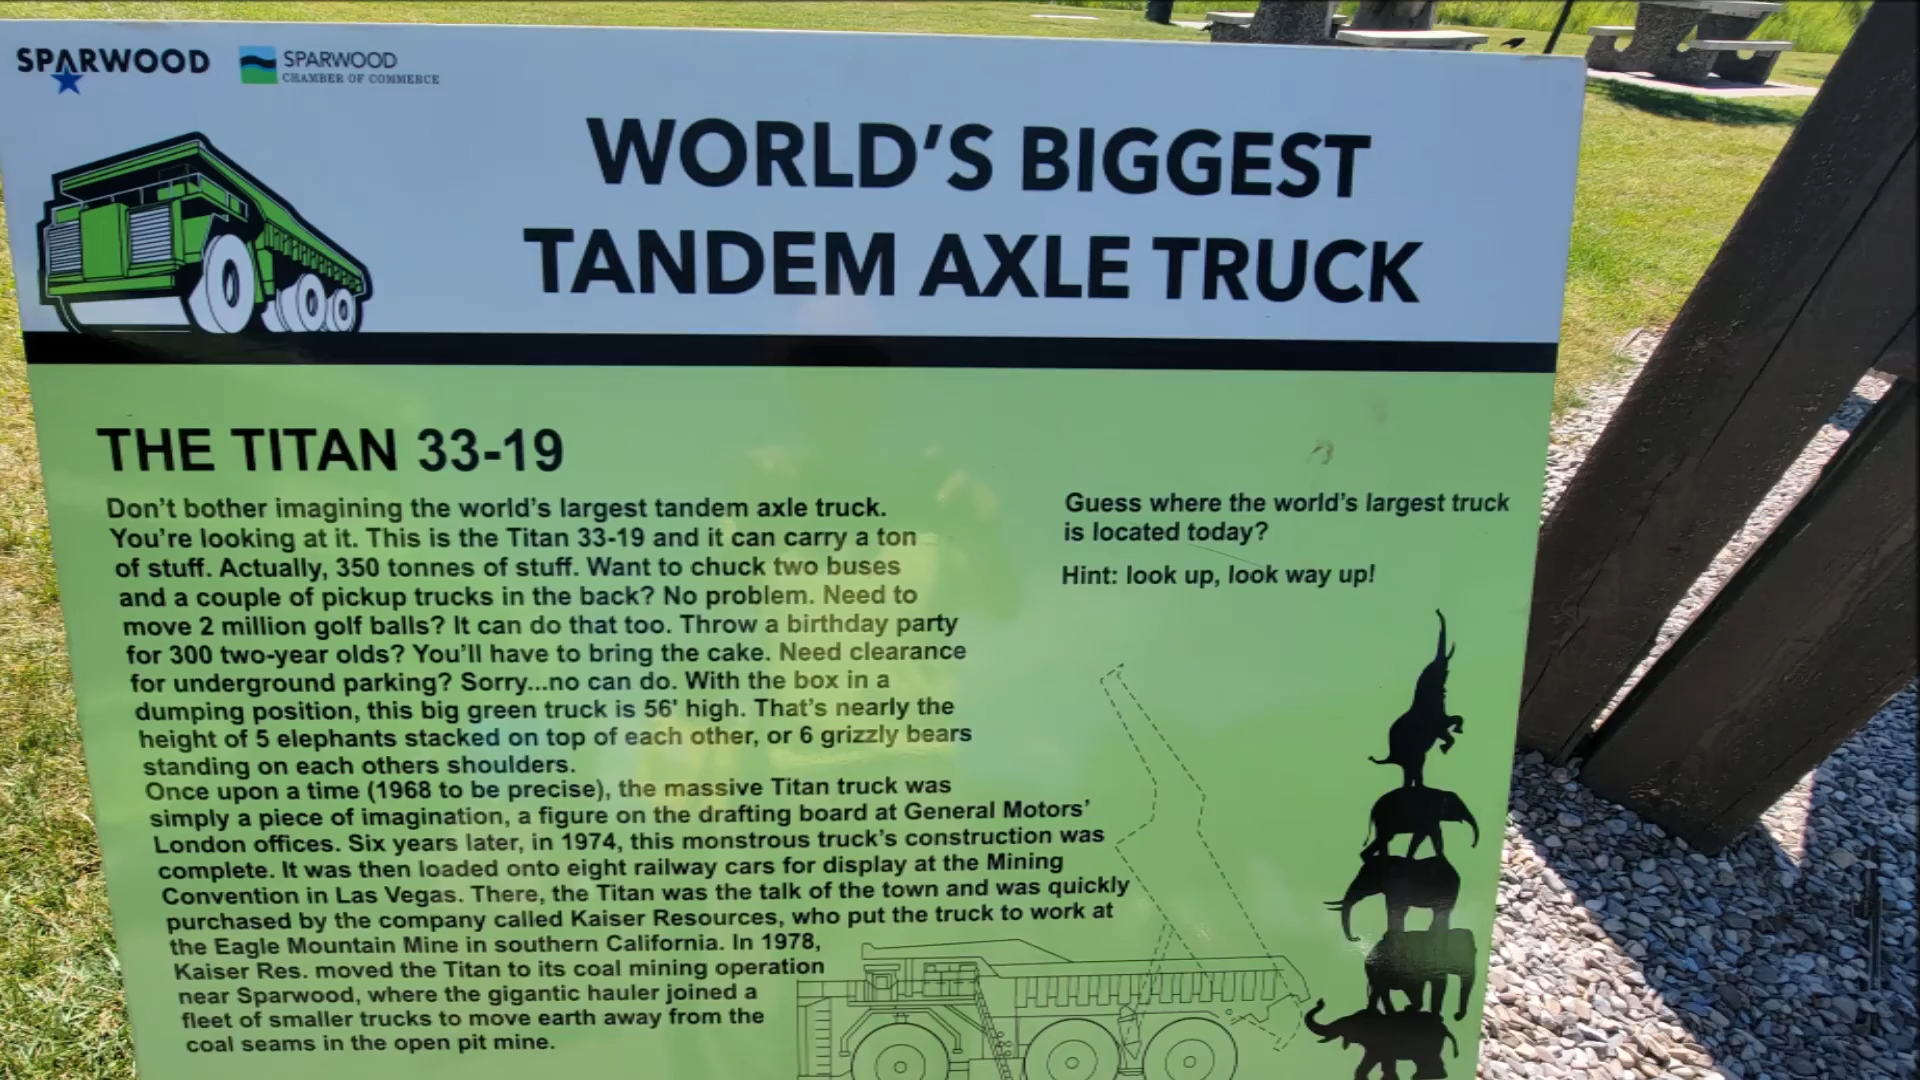 SPARWOOD
SPARWOOD
CHAMBER OF COMMERCE
WORLD'S BIGGEST
TANDEM AXLE TRUCK
THE TITAN 33-19
Don't bother imagining the world's largest tandem axle truck.
You're looking at it. This is the Titan 33-19 and it can carry a ton
of stuff. Actually, 350 tonnes of stuff. Want to chuck two buses
and a couple of pickup trucks in the back? No problem. Need to
move 2 million golf balls? It can do that too. Throw a birthday party
for 300 two-year olds? You'll have to bring the cake. Need clearance
for underground parking? Sorry...no can do. With the box in a
dumping position, this big green truck is 56' high. That's nearly the
height of 5 elephants stacked on top of each other, or 6 grizzly bears
standing on each others shoulders.
Once upon a time (1968 to be precise), the massive Titan truck was
simply a piece of imagination, a figure on the drafting board at General Motors'
London offices. Six years later, in 1974, this monstrous truck's construction was
complete. It was then loaded onto eight railway cars for display at the Mining
Convention in Las Vegas. There, the Titan was the talk of the town and was quickly
purchased by the company called Kaiser Resources, who put the truck to work at
the Eagle Mountain Mine in southern California. In 1978,
Kaiser Res. moved the Titan to its coal mining operation
near Sparwood, where the gigantic hauler joined a
fleet of smaller trucks to move earth away from the
coal seams in the open pit mine.
Guess where the world's largest truck
is located today?
Hint: look up, look way up!